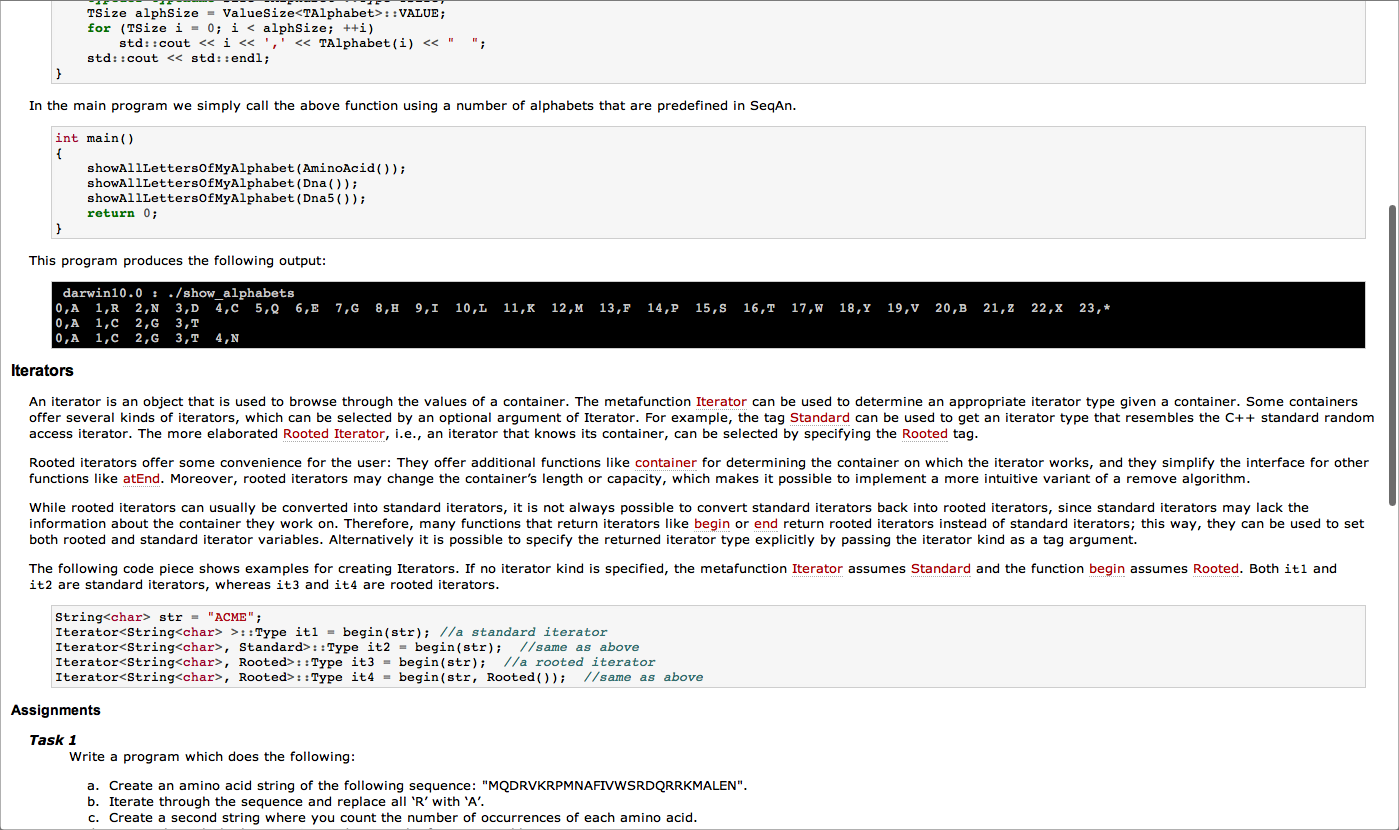 TSize alphSize = ValueSize<TAlphabet>::VALUE;
for (TSize i = 0; i < alphSize; ++i)
std::cout << i << ',' << TAlphabet(i) << "  ";
std::cout << std::endl;
}
In the main program we simply call the above function using a number of alphabets that are predefined in SeqAn.
int main()
{
showAllLettersOfMyAlphabet(AminoAcid());
showAllLettersOfMyAlphabet(Dna());
showAllLettersOfMyAlphabet(Dna5());
return 0;
}
This program produces the following output:
darwin10.0 : ./show_alphabets
0,A  1,R  2,N  3,D  4,C  5,Q  6,E  7,G  8,H  9,I  10,L  11,K  12,M  13,F  14,P  15,S  16,T  17,W  18,Y  19,V  20,B  21,Z  22,X  23,*
0,A  1,C  2,G  3,T
0,A  1,C  2,G  3,T  4,N
Iterators
An iterator is an object that is used to browse through the values of a container. The metafunction Iterator can be used to determine an appropriate iterator type given a container. Some containers
offer several kinds of iterators, which can be selected by an optional argument of Iterator. For example, the tag Standard can be used to get an iterator type that resembles the C++ standard random
access iterator. The more elaborated Rooted Iterator, i.e., an iterator that knows its container, can be selected by specifying the Rooted tag.
Rooted iterators offer some convenience for the user: They offer additional functions like container for determining the container on which the iterator works, and they simplify the interface for other
functions like atEnd. Moreover, rooted iterators may change the container’s length or capacity, which makes it possible to implement a more intuitive variant of a remove algorithm.
While rooted iterators can usually be converted into standard iterators, it is not always possible to convert standard iterators back into rooted iterators, since standard iterators may lack the
information about the container they work on. Therefore, many functions that return iterators like begin or end return rooted iterators instead of standard iterators; this way, they can be used to set
both rooted and standard iterator variables. Alternatively it is possible to specify the returned iterator type explicitly by passing the iterator kind as a tag argument.
The following code piece shows examples for creating Iterators. If no iterator kind is specified, the metafunction Iterator assumes Standard and the function begin assumes Rooted. Both it1 and
it2 are standard iterators, whereas it3 and it4 are rooted iterators.
String<char> str = "ACME";
Iterator<String<char> >::Type it1 = begin(str); //a standard iterator
Iterator<String<char>, Standard>::Type it2 = begin(str);  //same as above
Iterator<String<char>, Rooted>::Type it3 = begin(str);  //a rooted iterator
Iterator<String<char>, Rooted>::Type it4 = begin(str, Rooted());  //same as above
Assignments
Task 1
Write a program which does the following:
a. Create an amino acid string of the following sequence: "MQDRVKRPMNAFIVWSRDQRRKMALEN".
b. Iterate through the sequence and replace all ‘R’ with ‘A’.
c. Create a second string where you count the number of occurrences of each amino acid.